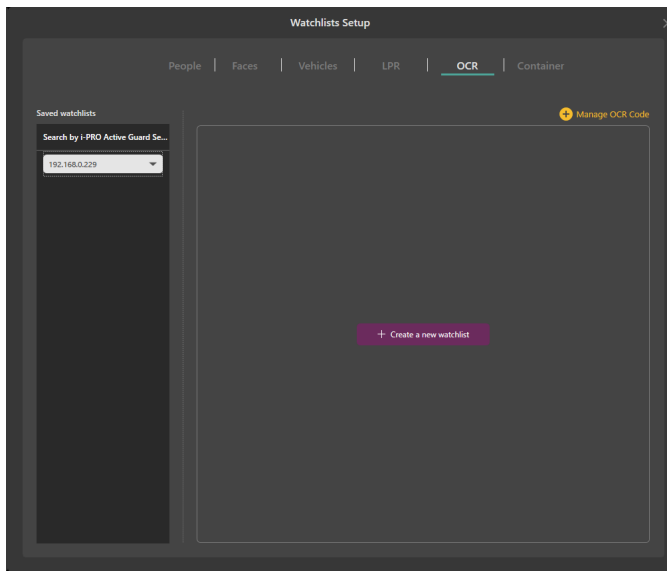 Watchlists Setup
People | Faces | Vehicles | LPR | OCR | Container
Saved watchlists
+ Manage OCR Code
Search by i-PRO Active Guard Se...
192.168.0.229
+ Create a new watchlist